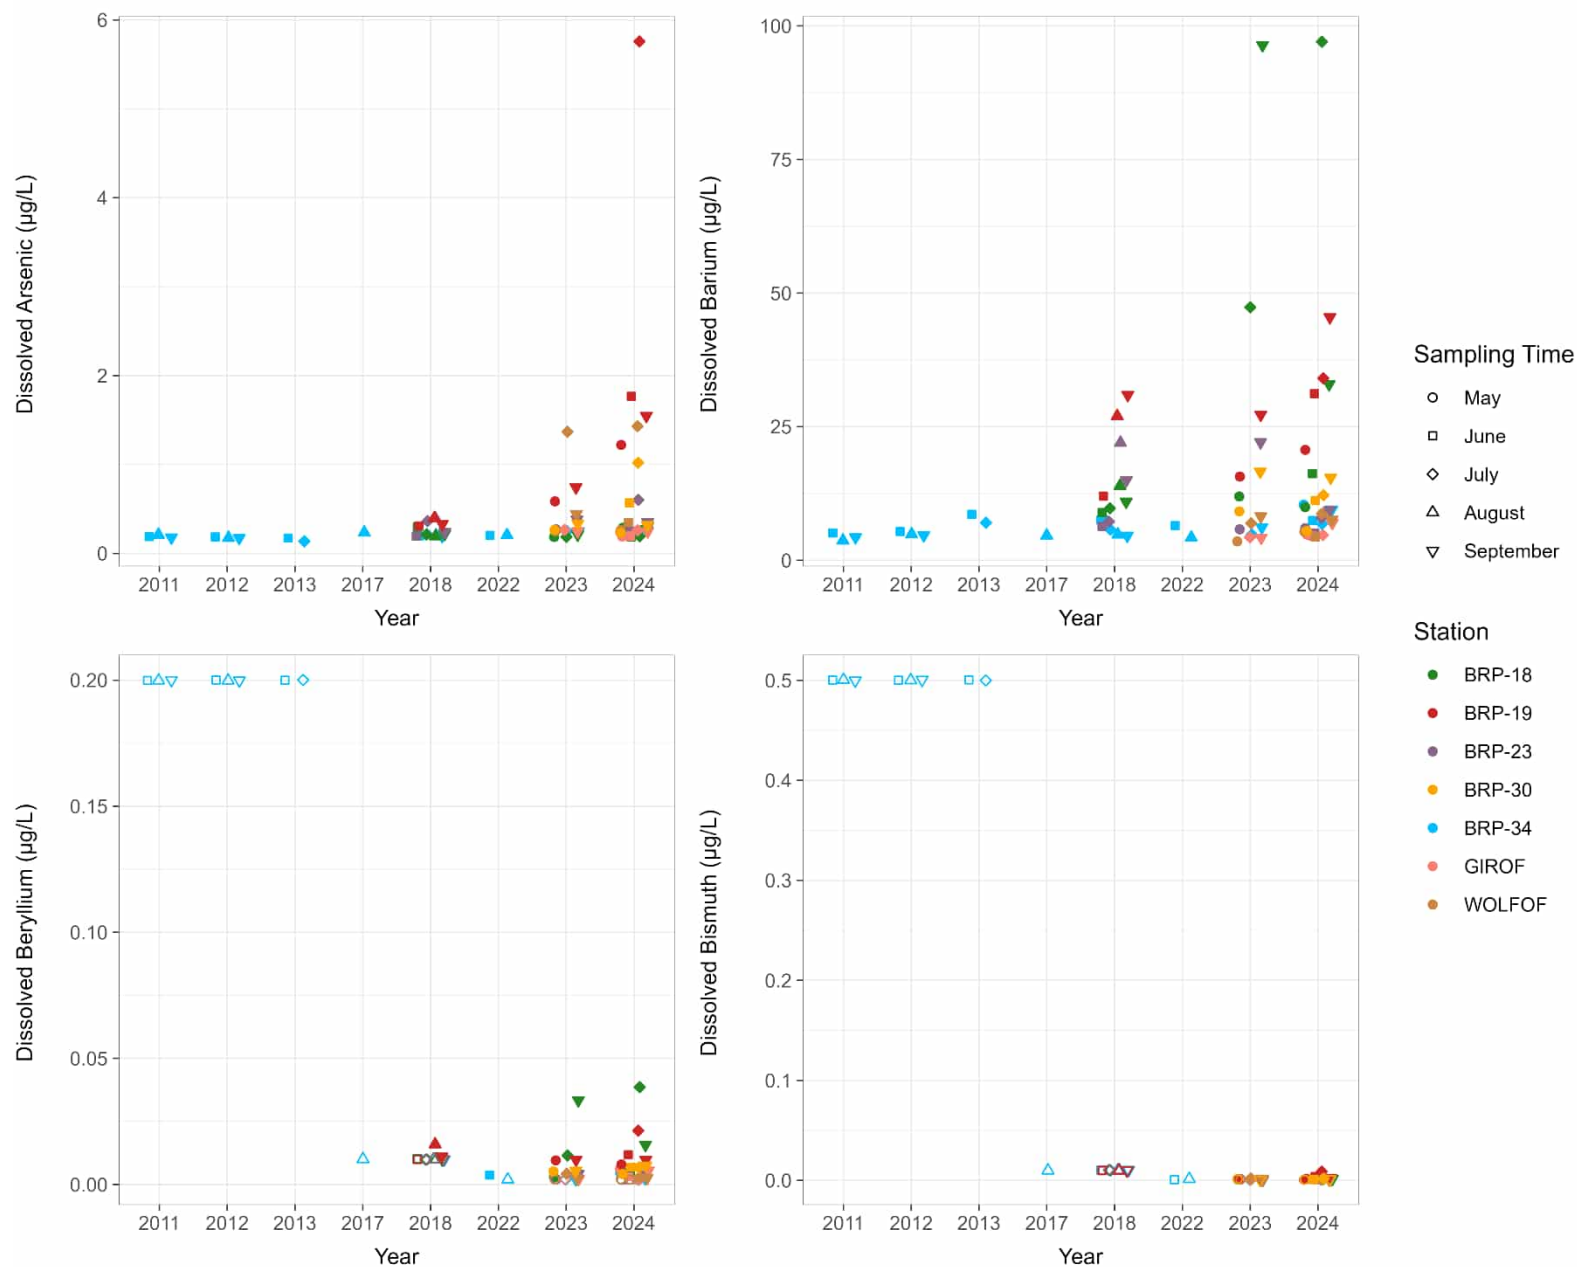 Dissolved Arsenic (µg/L)
6
4
2
0
2011 2012 2013 2017 2018 2022 2023 2024
Year
Dissolved Barium (µg/L)
100
75
50
25
0
2011 2012 2013 2017 2018 2022 2023 2024
Year
Dissolved Beryllium (µg/L)
0.20
0.15
0.10
0.05
0.00
2011 2012 2013 2017 2018 2022 2023 2024
Year
Dissolved Bismuth (µg/L)
0.5
0.4
0.3
0.2
0.1
0.0
2011 2012 2013 2017 2018 2022 2023 2024
Year
Sampling Time
May
June
July
August
September
Station
BRP-18
BRP-19
BRP-23
BRP-30
BRP-34
GIROF
WOLFOF